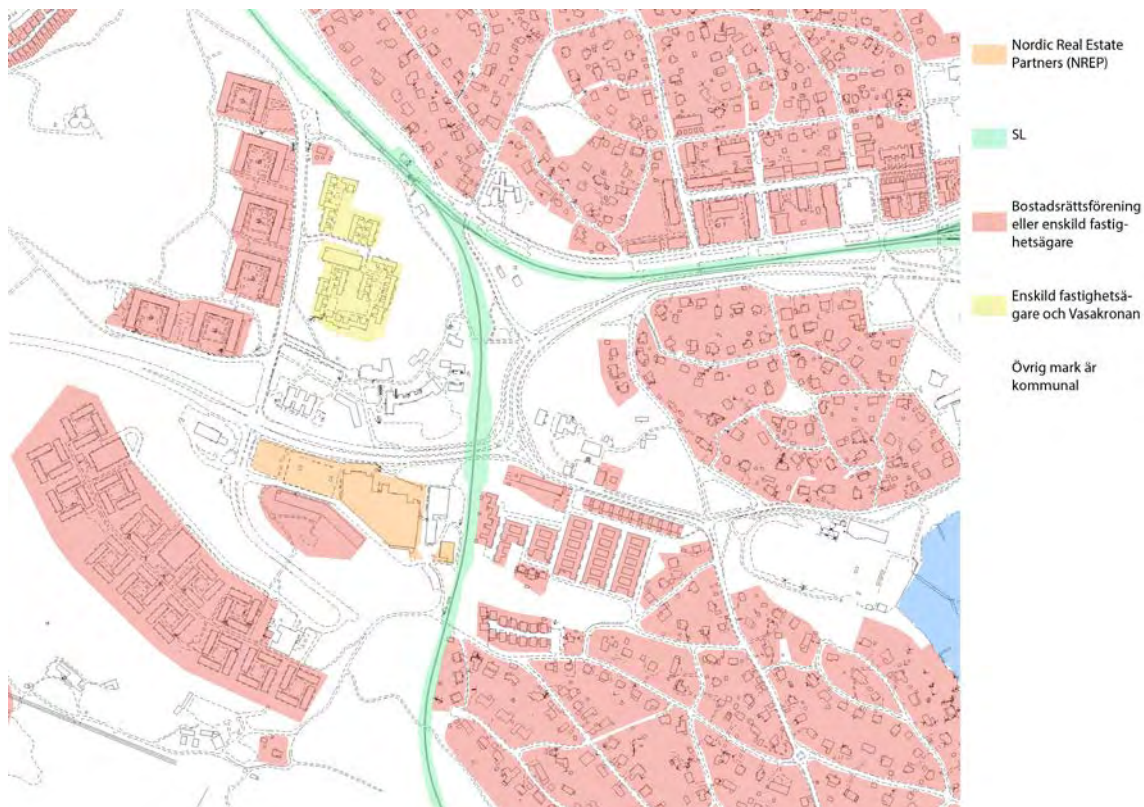 Nordic Real Estate
Partners (NREP)
SL
Bostadsrättsförening
eller enskild fastig-
hetsägare
Enskild fastighetsä-
gare och Vasakronan
Övrig mark är
kommunal